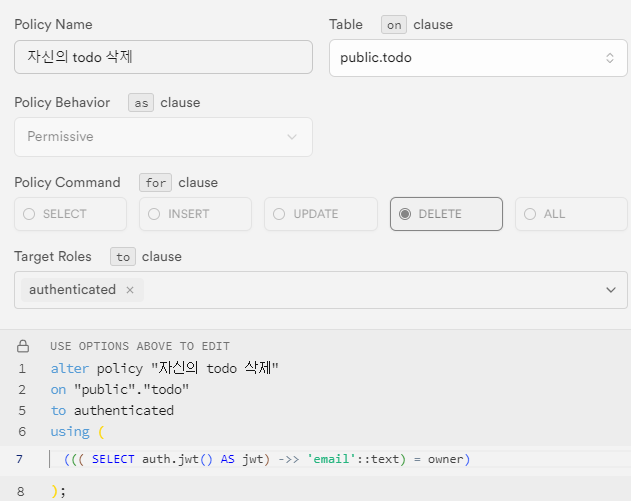 Policy Name
Table on clause
자신의 todo 삭제
public.todo
Policy Behavior as clause
Permissive
Policy Command for clause
SELECT
INSERT
UPDATE
DELETE
ALL
Target Roles to clause
authenticated ×
USE OPTIONS ABOVE TO EDIT
1 alter policy "자신의 todo 삭제"
2 on "public"."todo"
5 to authenticated
6 using (
7 ((( SELECT auth.jwt() AS jwt) ->> 'email'::text) = owner)
8 );